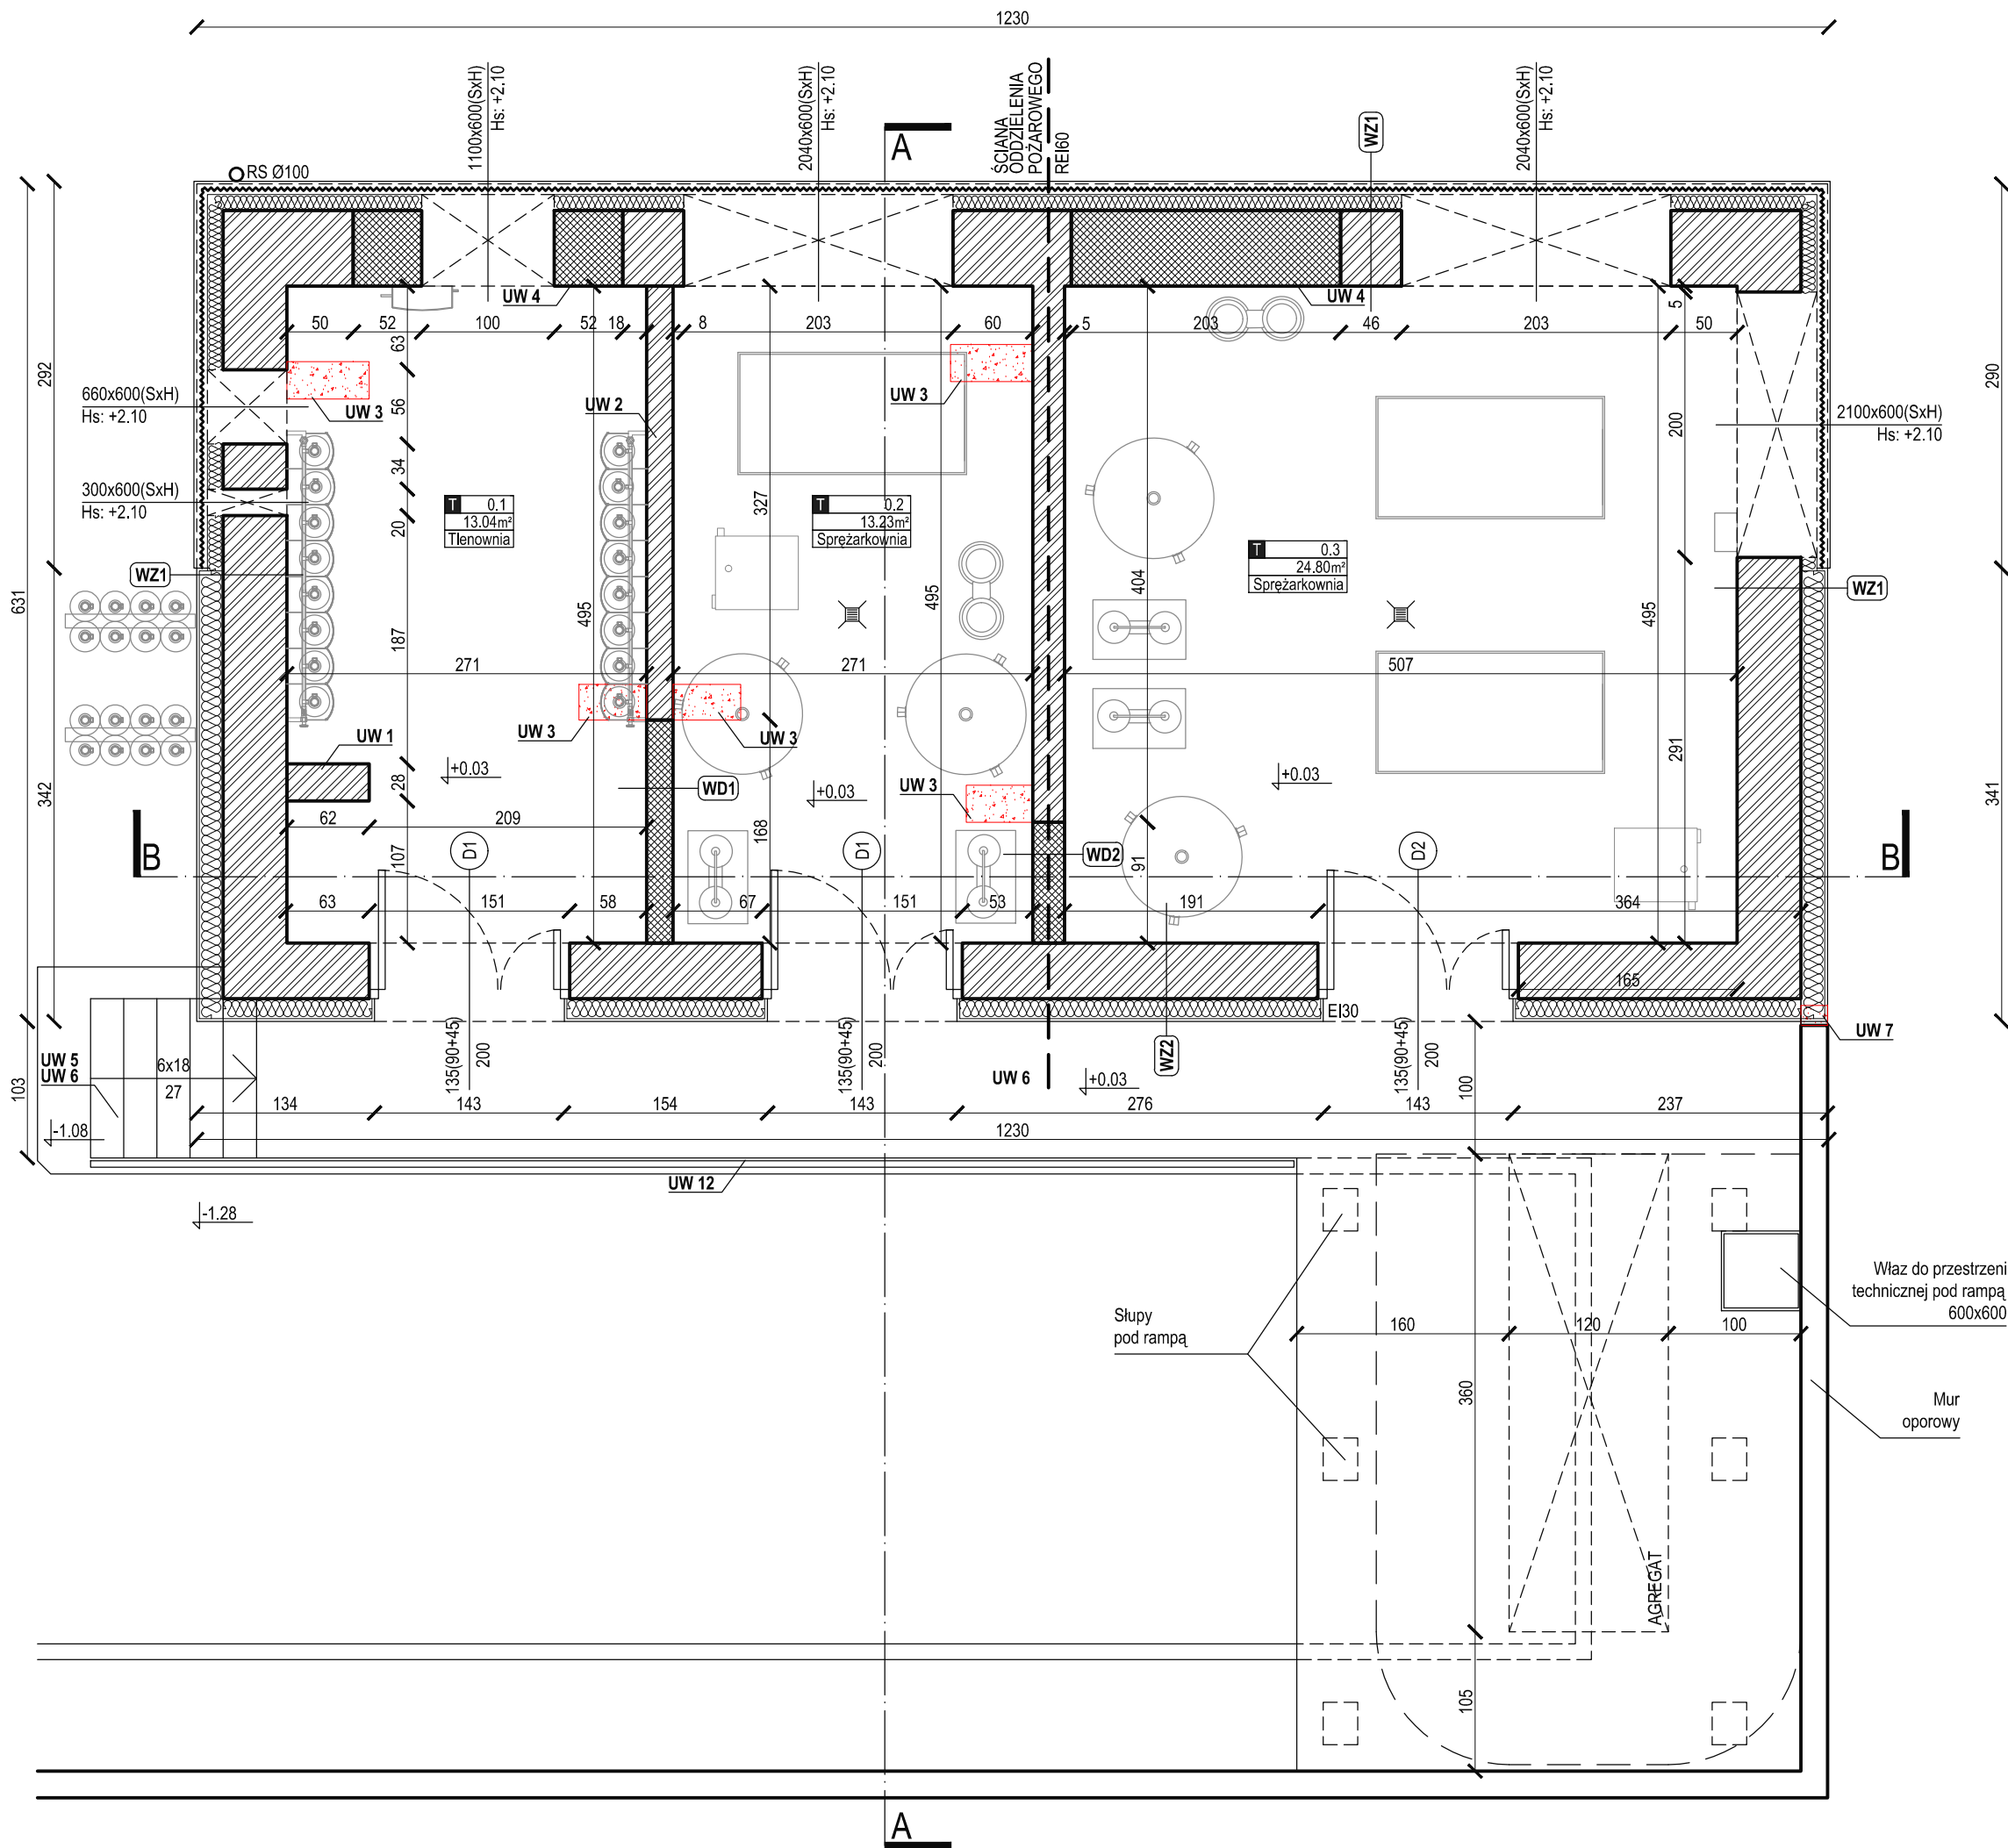 1230
1100x600(SxH)
Hs: +2.10
2040x600(SxH)
Hs: +2.10
ŚCIANA
ODDZIELENIA
POŻAROWEGO
REI60
WZ1
2040x600(SxH)
Hs: +2.10
A
RS Ø100
UW 4
UW 4
50
52
100
52
18
8
203
60
5
203
46
203
50
5
63
292
290
660x600(SxH)
Hs: +2.10
UW 3
56
UW 2
UW 3
200
2100x600(SxH)
Hs: +2.10
34
300x600(SxH)
Hs: +2.10
20
T 0.1
13.04m²
Tlenownia
327
T 0.2
13.23m²
Sprężarkownia
T 0.3
24.80m²
Sprężarkownia
WZ1
WZ1
631
495
495
404
495
187
271
271
507
UW 3
UW 3
UW 1
291
342
28
+0.03
WD1
+0.03
UW 3
+0.03
341
62
209
168
B
107
D1
D1
WD2
91
D2
B
63
151
58
67
151
53
191
364
165
EI30
UW 7
UW 5
UW 6
6x18
27
135(90+45)
200
135(90+45)
200
UW 6
+0.03
WZ2
135(90+45)
200
100
103
-1.08
134
143
154
143
276
143
237
1230
UW 12
-1.28
Słupy
pod rampą
Właz do przestrzeni
technicznej pod rampą
600x600
160
120
100
360
Mur
oporowy
AGREGAT
105
A